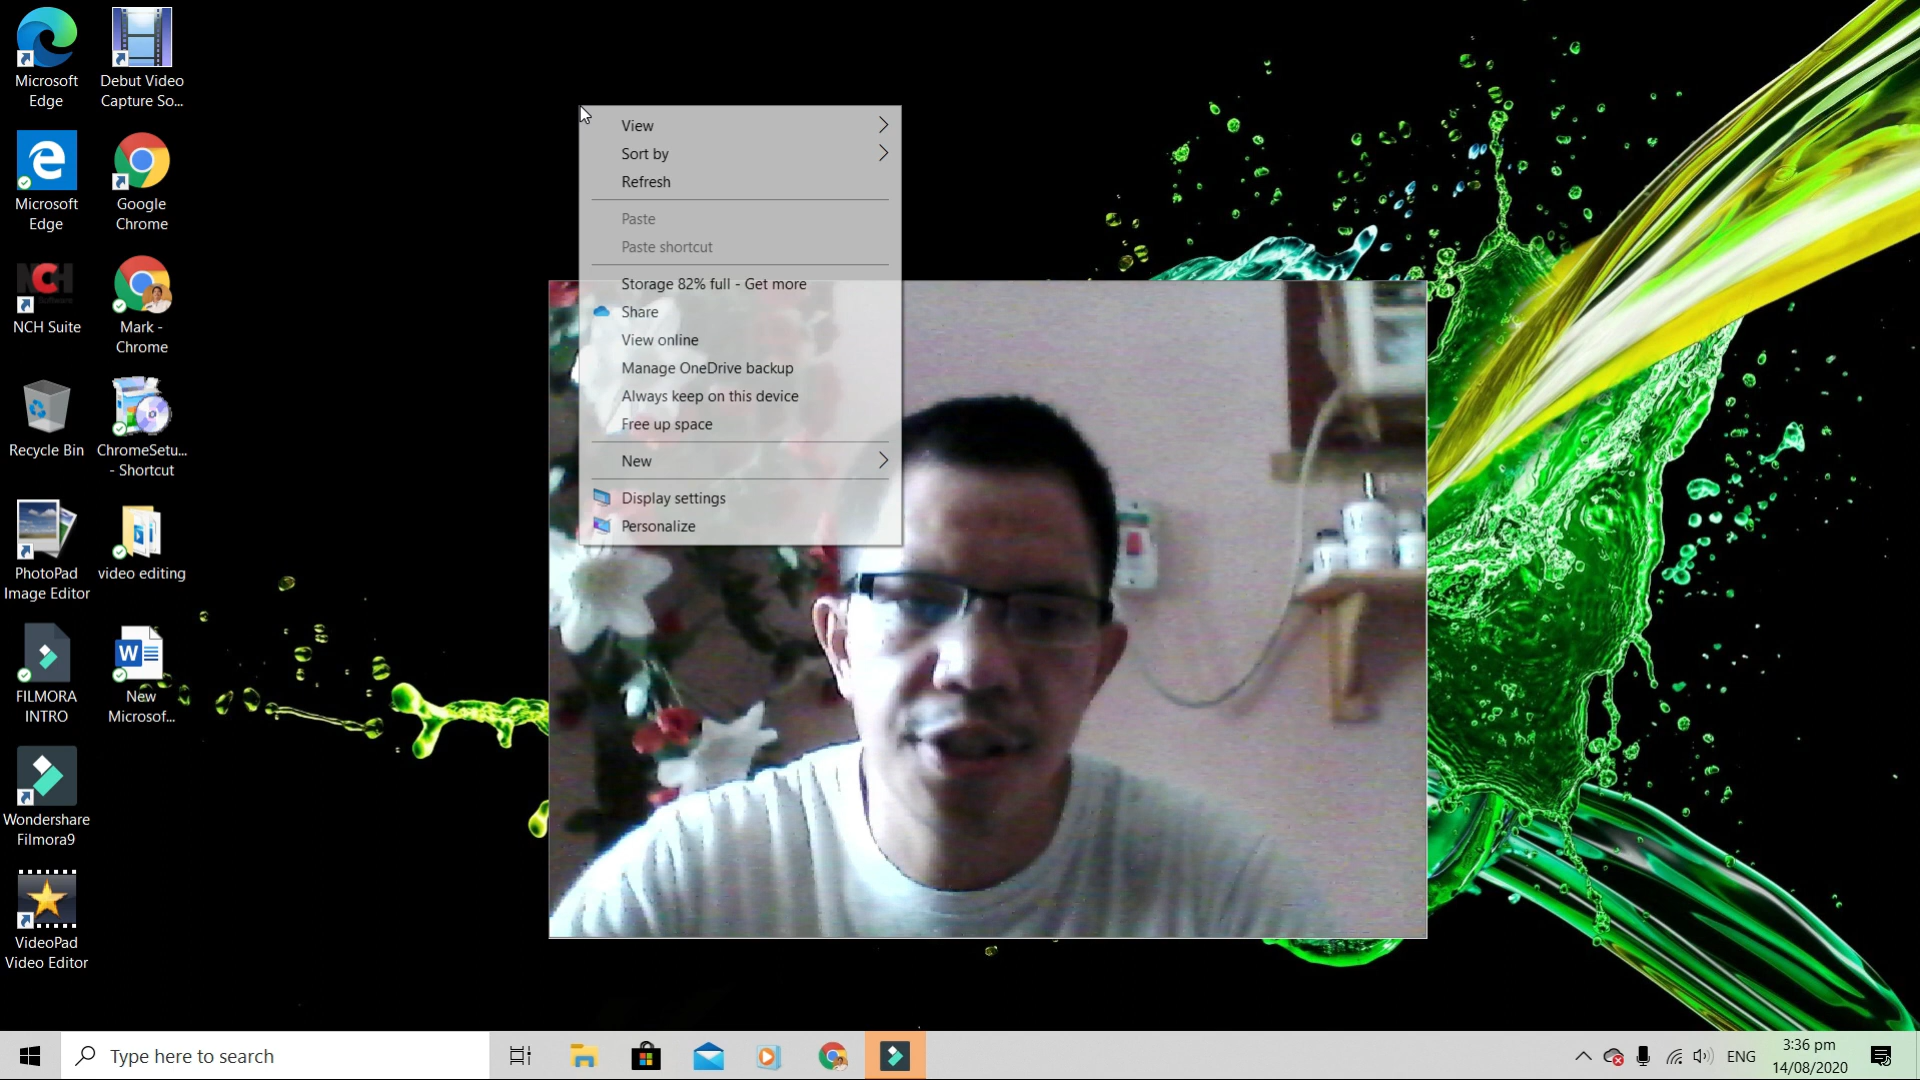 Microsoft
Edge
Debut Video
Capture So...
Microsoft
Edge
Google
Chrome
NCH
Software
NCH Suite
Mark -
Chrome
Recycle Bin
ChromeSetu...
- Shortcut
PhotoPad
Image Editor
video editing
FILMORA
INTRO
W
New
Microsof...
Wondershare
Filmora9
VideoPad
Video Editor
View
Sort by
Refresh
Paste
Paste shortcut
Storage 82% full - Get more
Share
View online
Manage OneDrive backup
Always keep on this device
Free up space
New
Display settings
Personalize
Type here to search
ENG
3:36 pm
14/08/2020